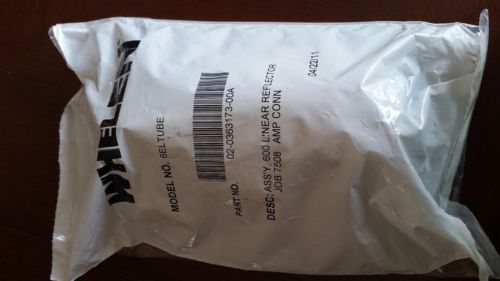 WHELEN
MODEL NO. 6ELTUBE
02-0363173-00A
PART NO.
DESC: ASSY. 600 LINEAR REFLECTOR
JOB 7508 AMP CONN
04/22/11